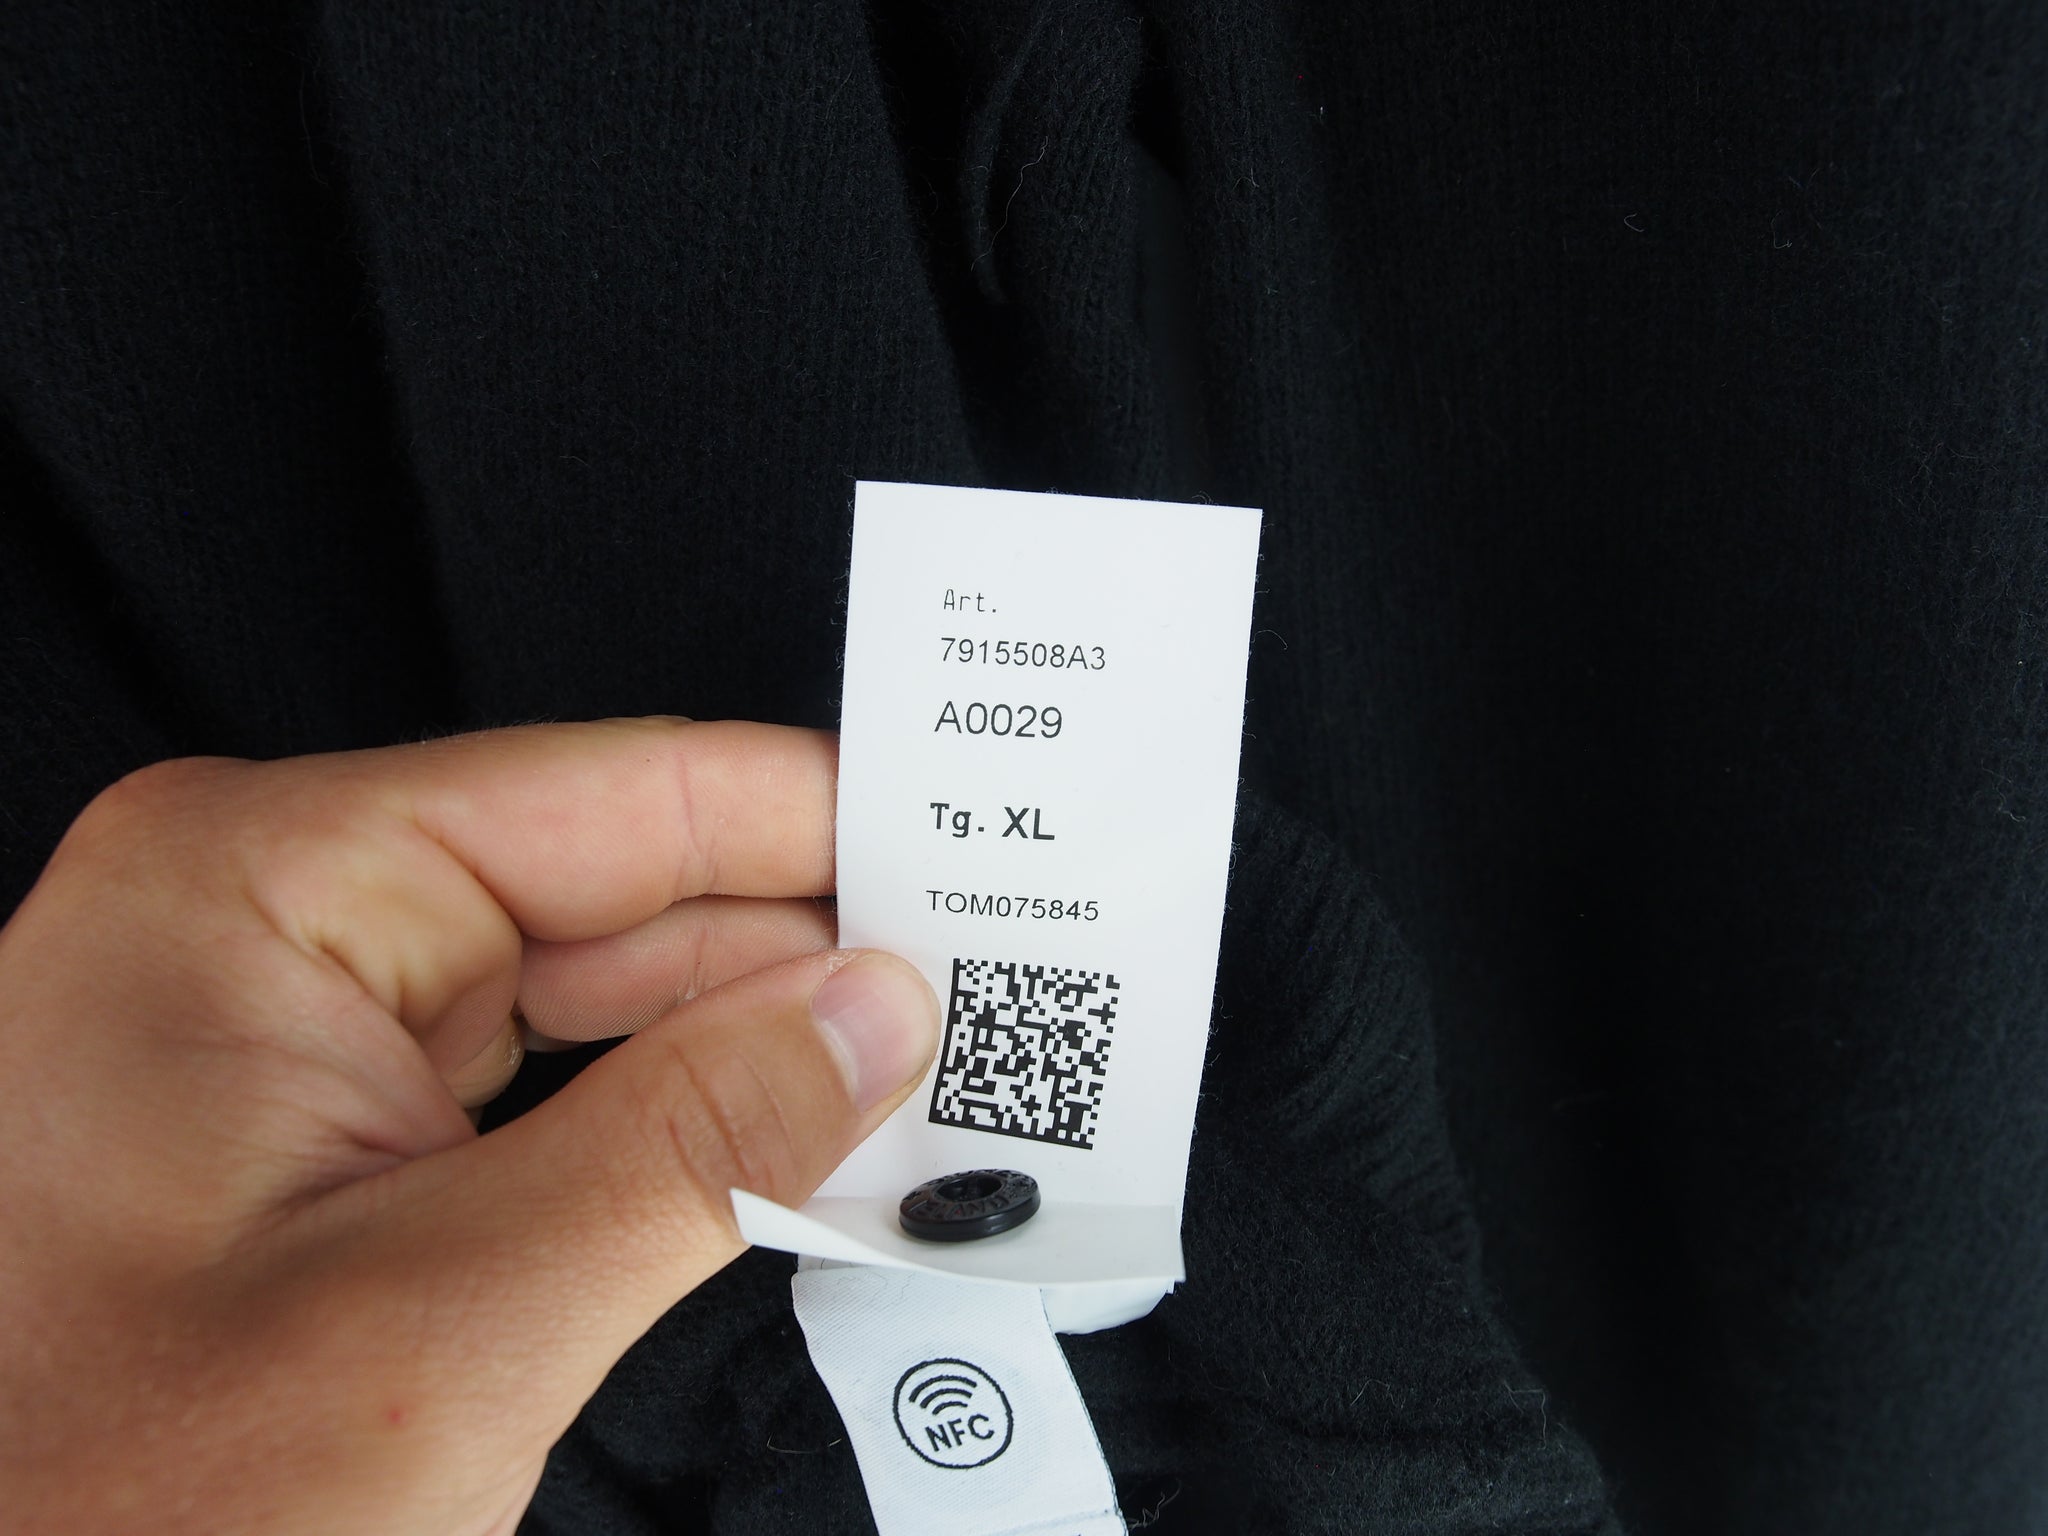 Art.
7915508A3
A0029
Tg. XL
TOM075845
NFC